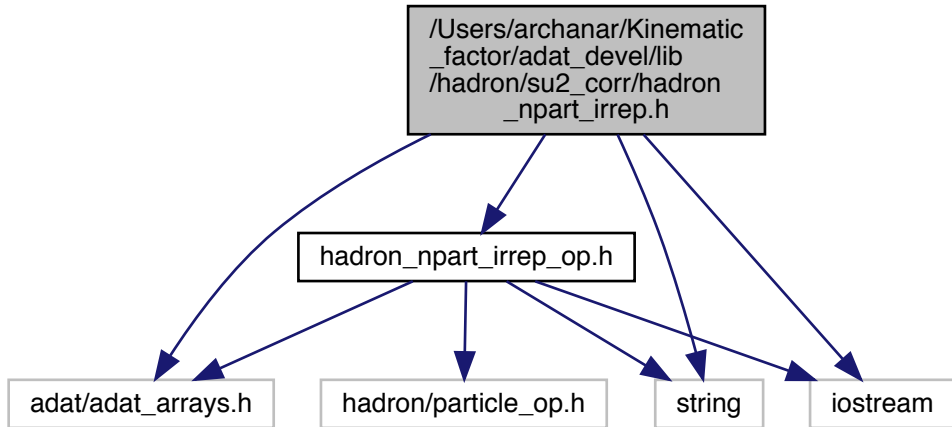 /Users/archanar/Kinematic
_factor/adat_devel/lib
/hadron/su2_corr/hadron
_npart_irrep.h
hadron_npart_irrep_op.h
adat/adat_arrays.h
hadron/particle_op.h
string
iostream